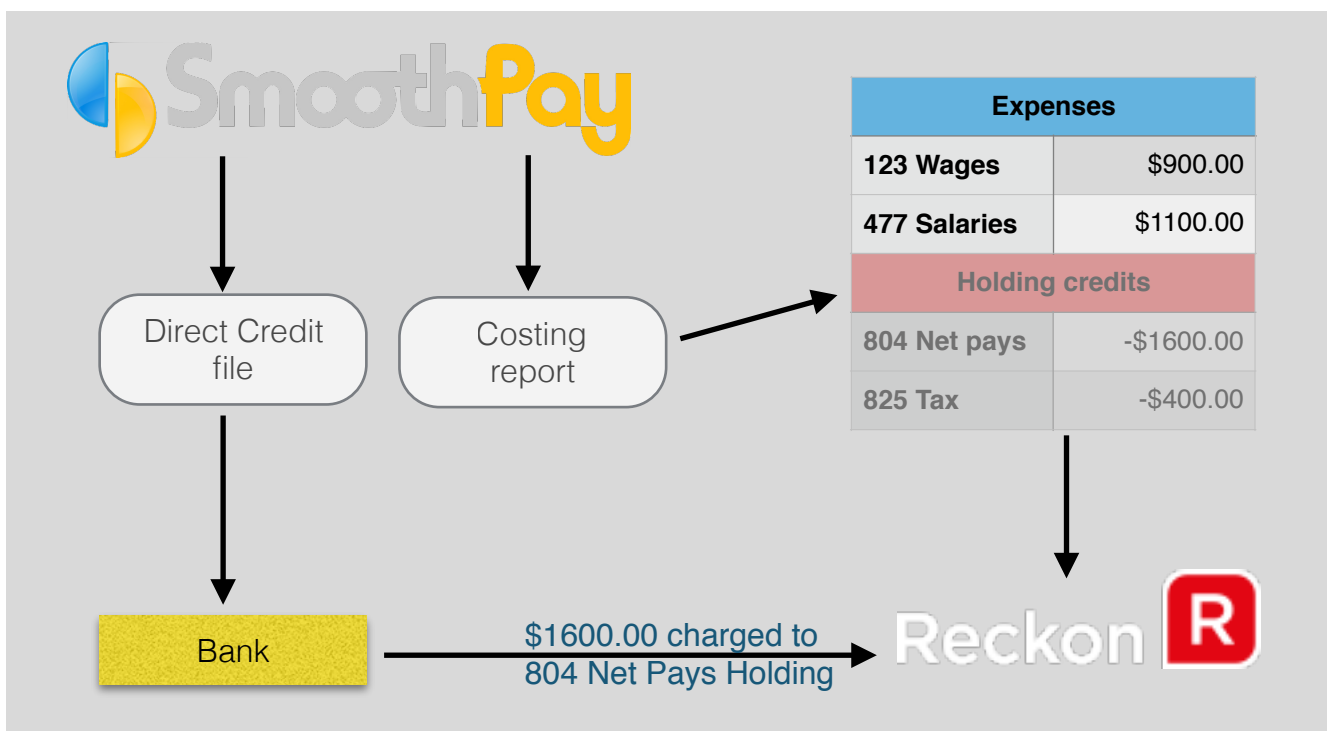 SmoothPay
Expenses
123 Wages $900.00
477 Salaries $1100.00
Holding credits
804 Net pays -$1600.00
825 Tax -$400.00
Direct Credit
file
Costing
report
Bank
$1600.00 charged to
804 Net Pays Holding
Reckon R